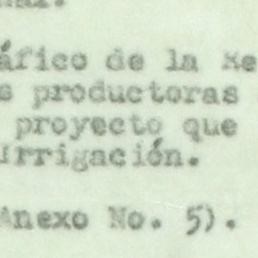 áfico de la Re
s productoras
proyecto que
Irrigación.
Anexo No. 5).